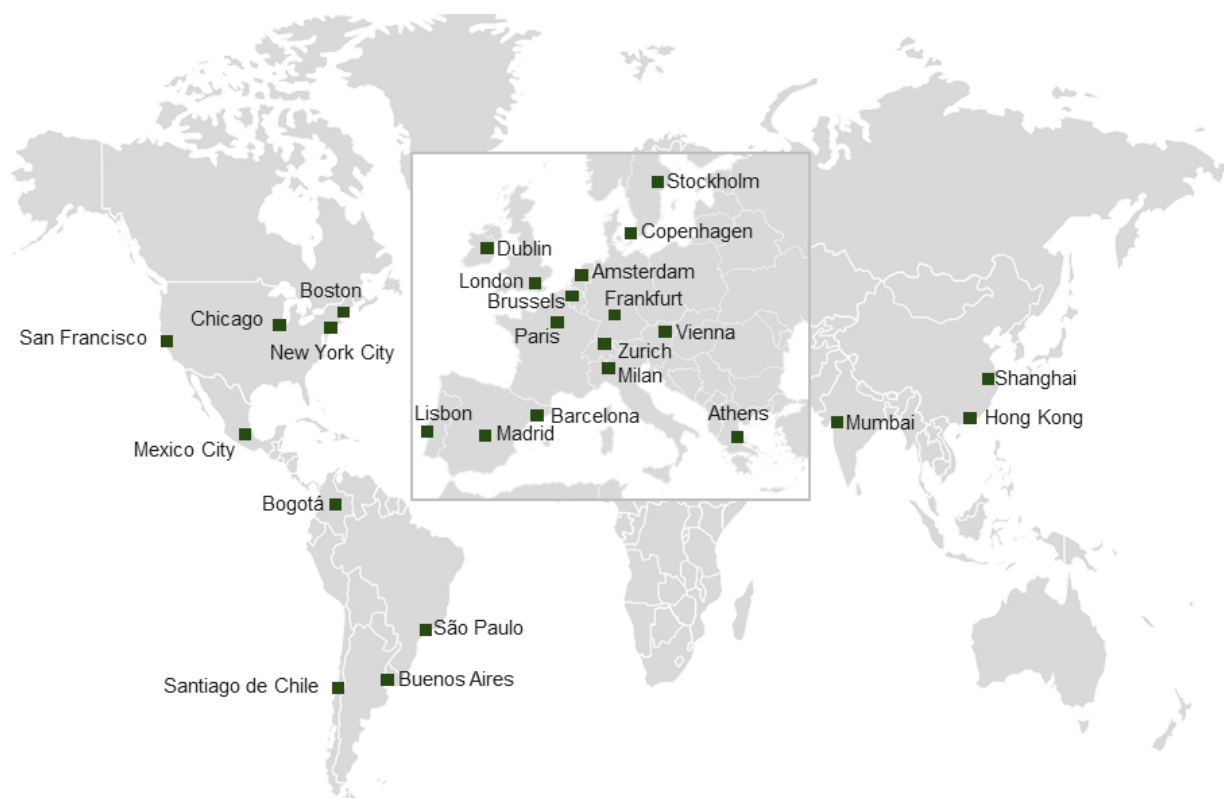 Stockholm
Copenhagen
Dublin
Amsterdam
London
Boston
Brussels
Frankfurt
Chicago
Paris
Vienna
San Francisco
New York City
Zurich
Milan
Shanghai
Lisbon
Barcelona
Athens
Hong Kong
Mumbai
Madrid
Mexico City
Bogotá
São Paulo
Buenos Aires
Santiago de Chile